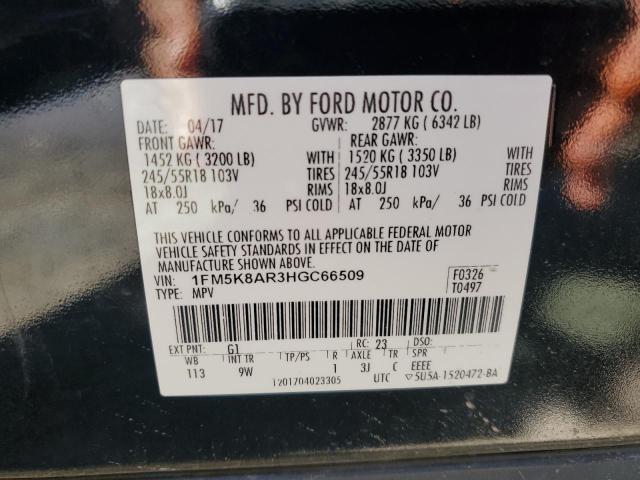 MFD. BY FORD MOTOR CO.
DATE: 04/17 GVWR: 2877 KG ( 6342 LB)
FRONT GAWR: REAR GAWR:
1452 KG ( 3200 LB) WITH 1520 KG ( 3350 LB) WITH
245/55R18 103V TIRES 245/55R18 103V TIRES
18x8.0J RIMS 18x8.0J RIMS
AT 250 kPa/ 36 PSI COLD AT 250 kPa/ 36 PSI COLD
THIS VEHICLE CONFORMS TO ALL APPLICABLE FEDERAL MOTOR
VEHICLE SAFETY STANDARDS IN EFFECT ON THE DATE OF
MANUFACTURE SHOWN ABOVE.
VIN: 1FM5K8AR3HGC66509 F0326
TYPE: MPV T0497
EXT PNT: G1 RC: 23 DSO:
WB INT TR TP/PS R AXLE TR SPR
113 9W 1 3J C EEEE
1201704023305 UTC ▽5U5A-1520472-BA